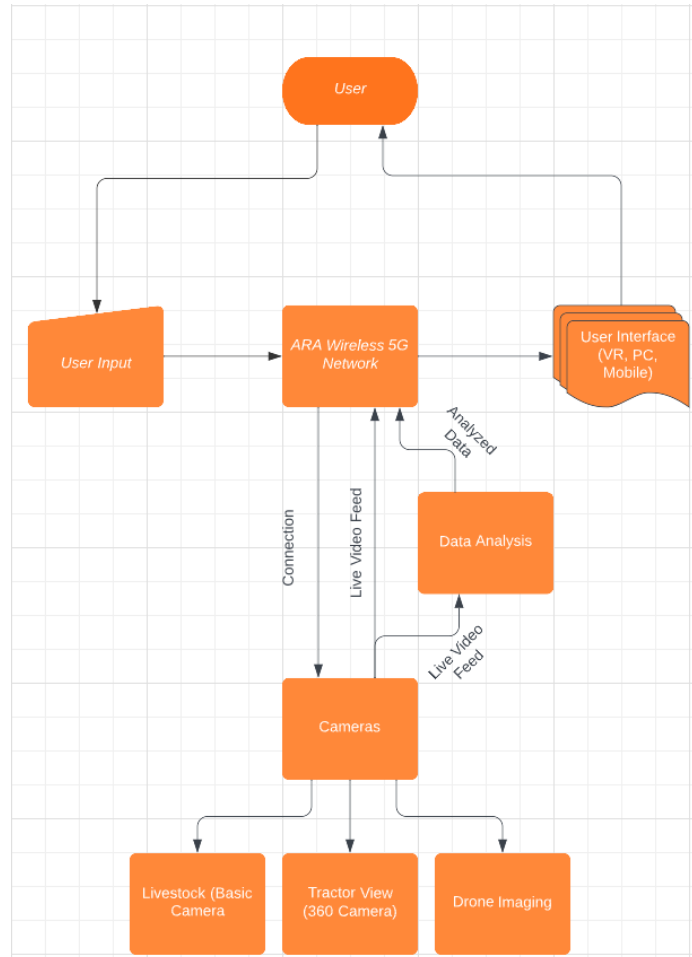 User
User Input
ARA Wireless 5G
Network
User Interface
(VR, PC,
Mobile)
Analyzed
Data
Connection
Live Video Feed
Data Analysis
Live Video
Feed
Cameras
Livestock (Basic
Camera
Tractor View
(360 Camera)
Drone Imaging